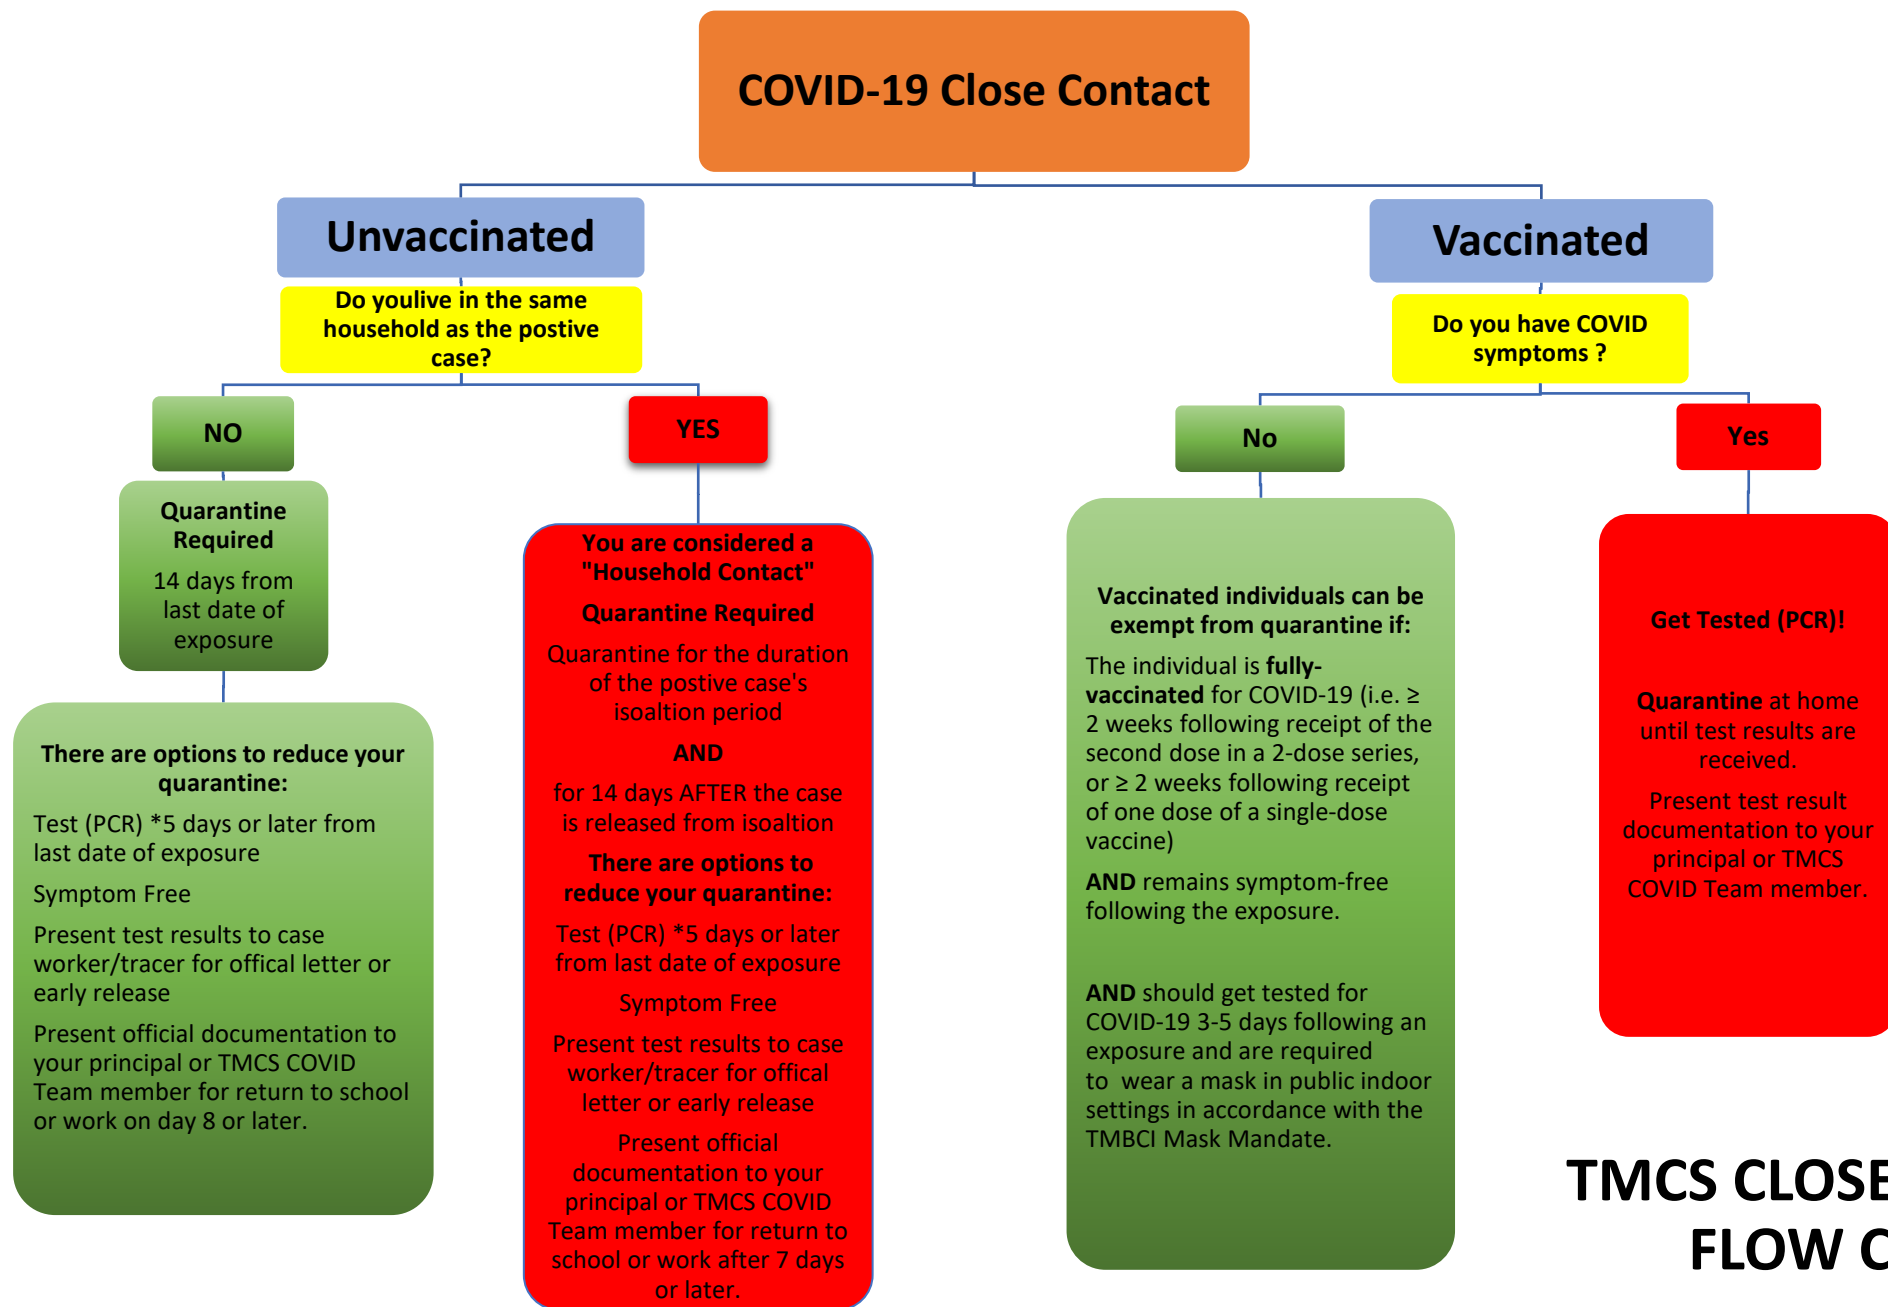 COVID-19 Close Contact
Unvaccinated
Do youlive in the same
household as the postive
case?
NO
Quarantine
Required
14 days from
last date of
exposure
There are options to reduce your
quarantine:
Test (PCR) *5 days or later from
last date of exposure
Symptom Free
Present test results to case
worker/tracer for offical letter or
early release
Present official documentation to
your principal or TMCS COVID
Team member for return to school
or work on day 8 or later.
YES
You are considered a
"Household Contact"
Quarantine Required
Quarantine for the duration
of the postive case's
isoaltion period
AND
for 14 days AFTER the case
is released from isoaltion
There are options to
reduce your quarantine:
Test (PCR) *5 days or later
from last date of exposure
Symptom Free
Present test results to case
worker/tracer for offical
letter or early release
Present official
documentation to your
principal or TMCS COVID
Team member for return to
school or work after 7 days
or later.
Vaccinated
Do you have COVID
symptoms ?
No
Vaccinated individuals can be
exempt from quarantine if:
The individual is fully-
vaccinated for COVID-19 (i.e. ≥
2 weeks following receipt of the
second dose in a 2-dose series,
or ≥ 2 weeks following receipt
of one dose of a single-dose
vaccine)
AND remains symptom-free
following the exposure.
AND should get tested for
COVID-19 3-5 days following an
exposure and are required
to  wear a mask in public indoor
settings in accordance with the
TMBCI Mask Mandate.
Yes
Get Tested (PCR)!
Quarantine at home
until test results are
received.
Present test result
documentation to your
principal or TMCS
COVID Team member.
TMCS CLOSE
FLOW C